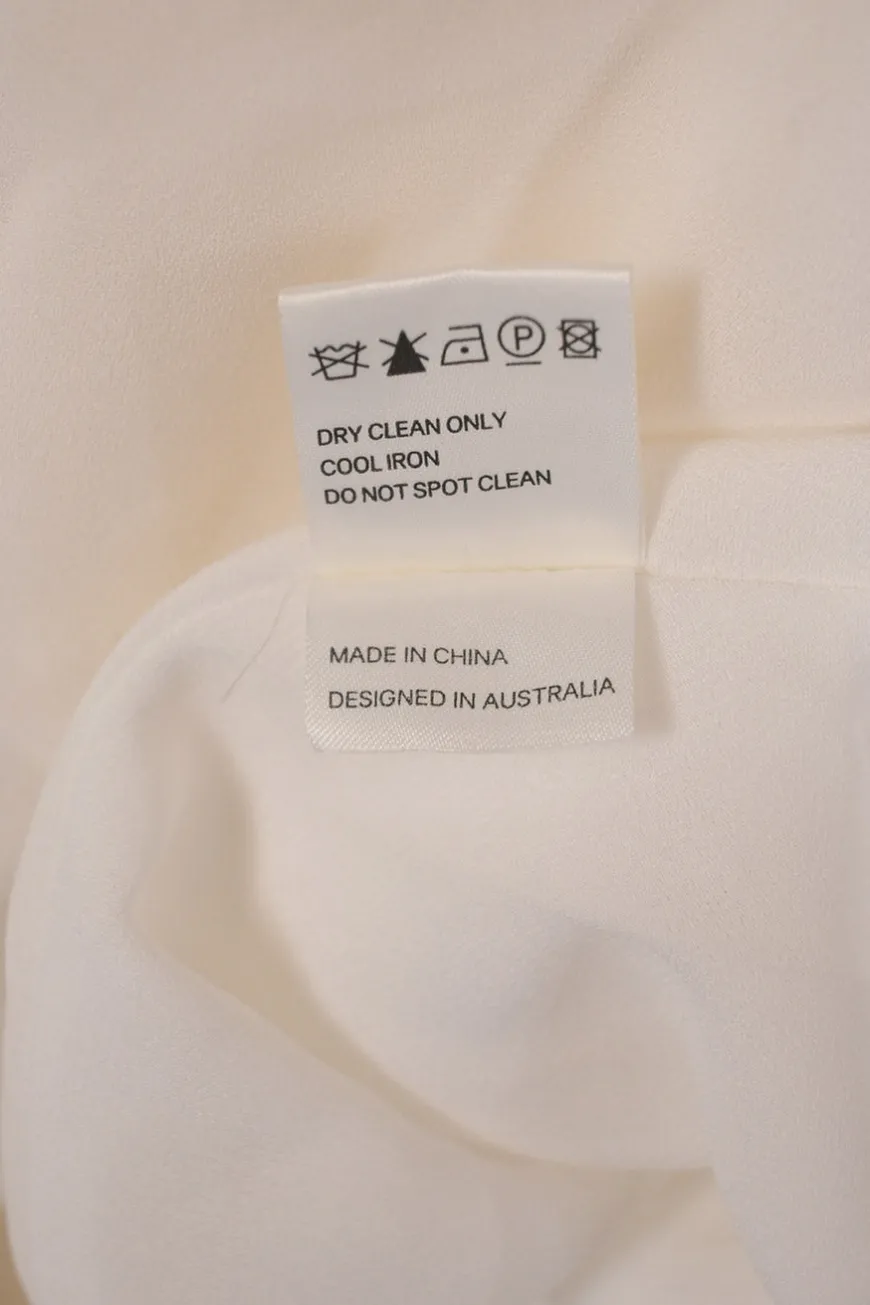 P
DRY CLEAN ONLY
COOL IRON
DO NOT SPOT CLEAN
MADE IN CHINA
DESIGNED IN AUSTRALIA